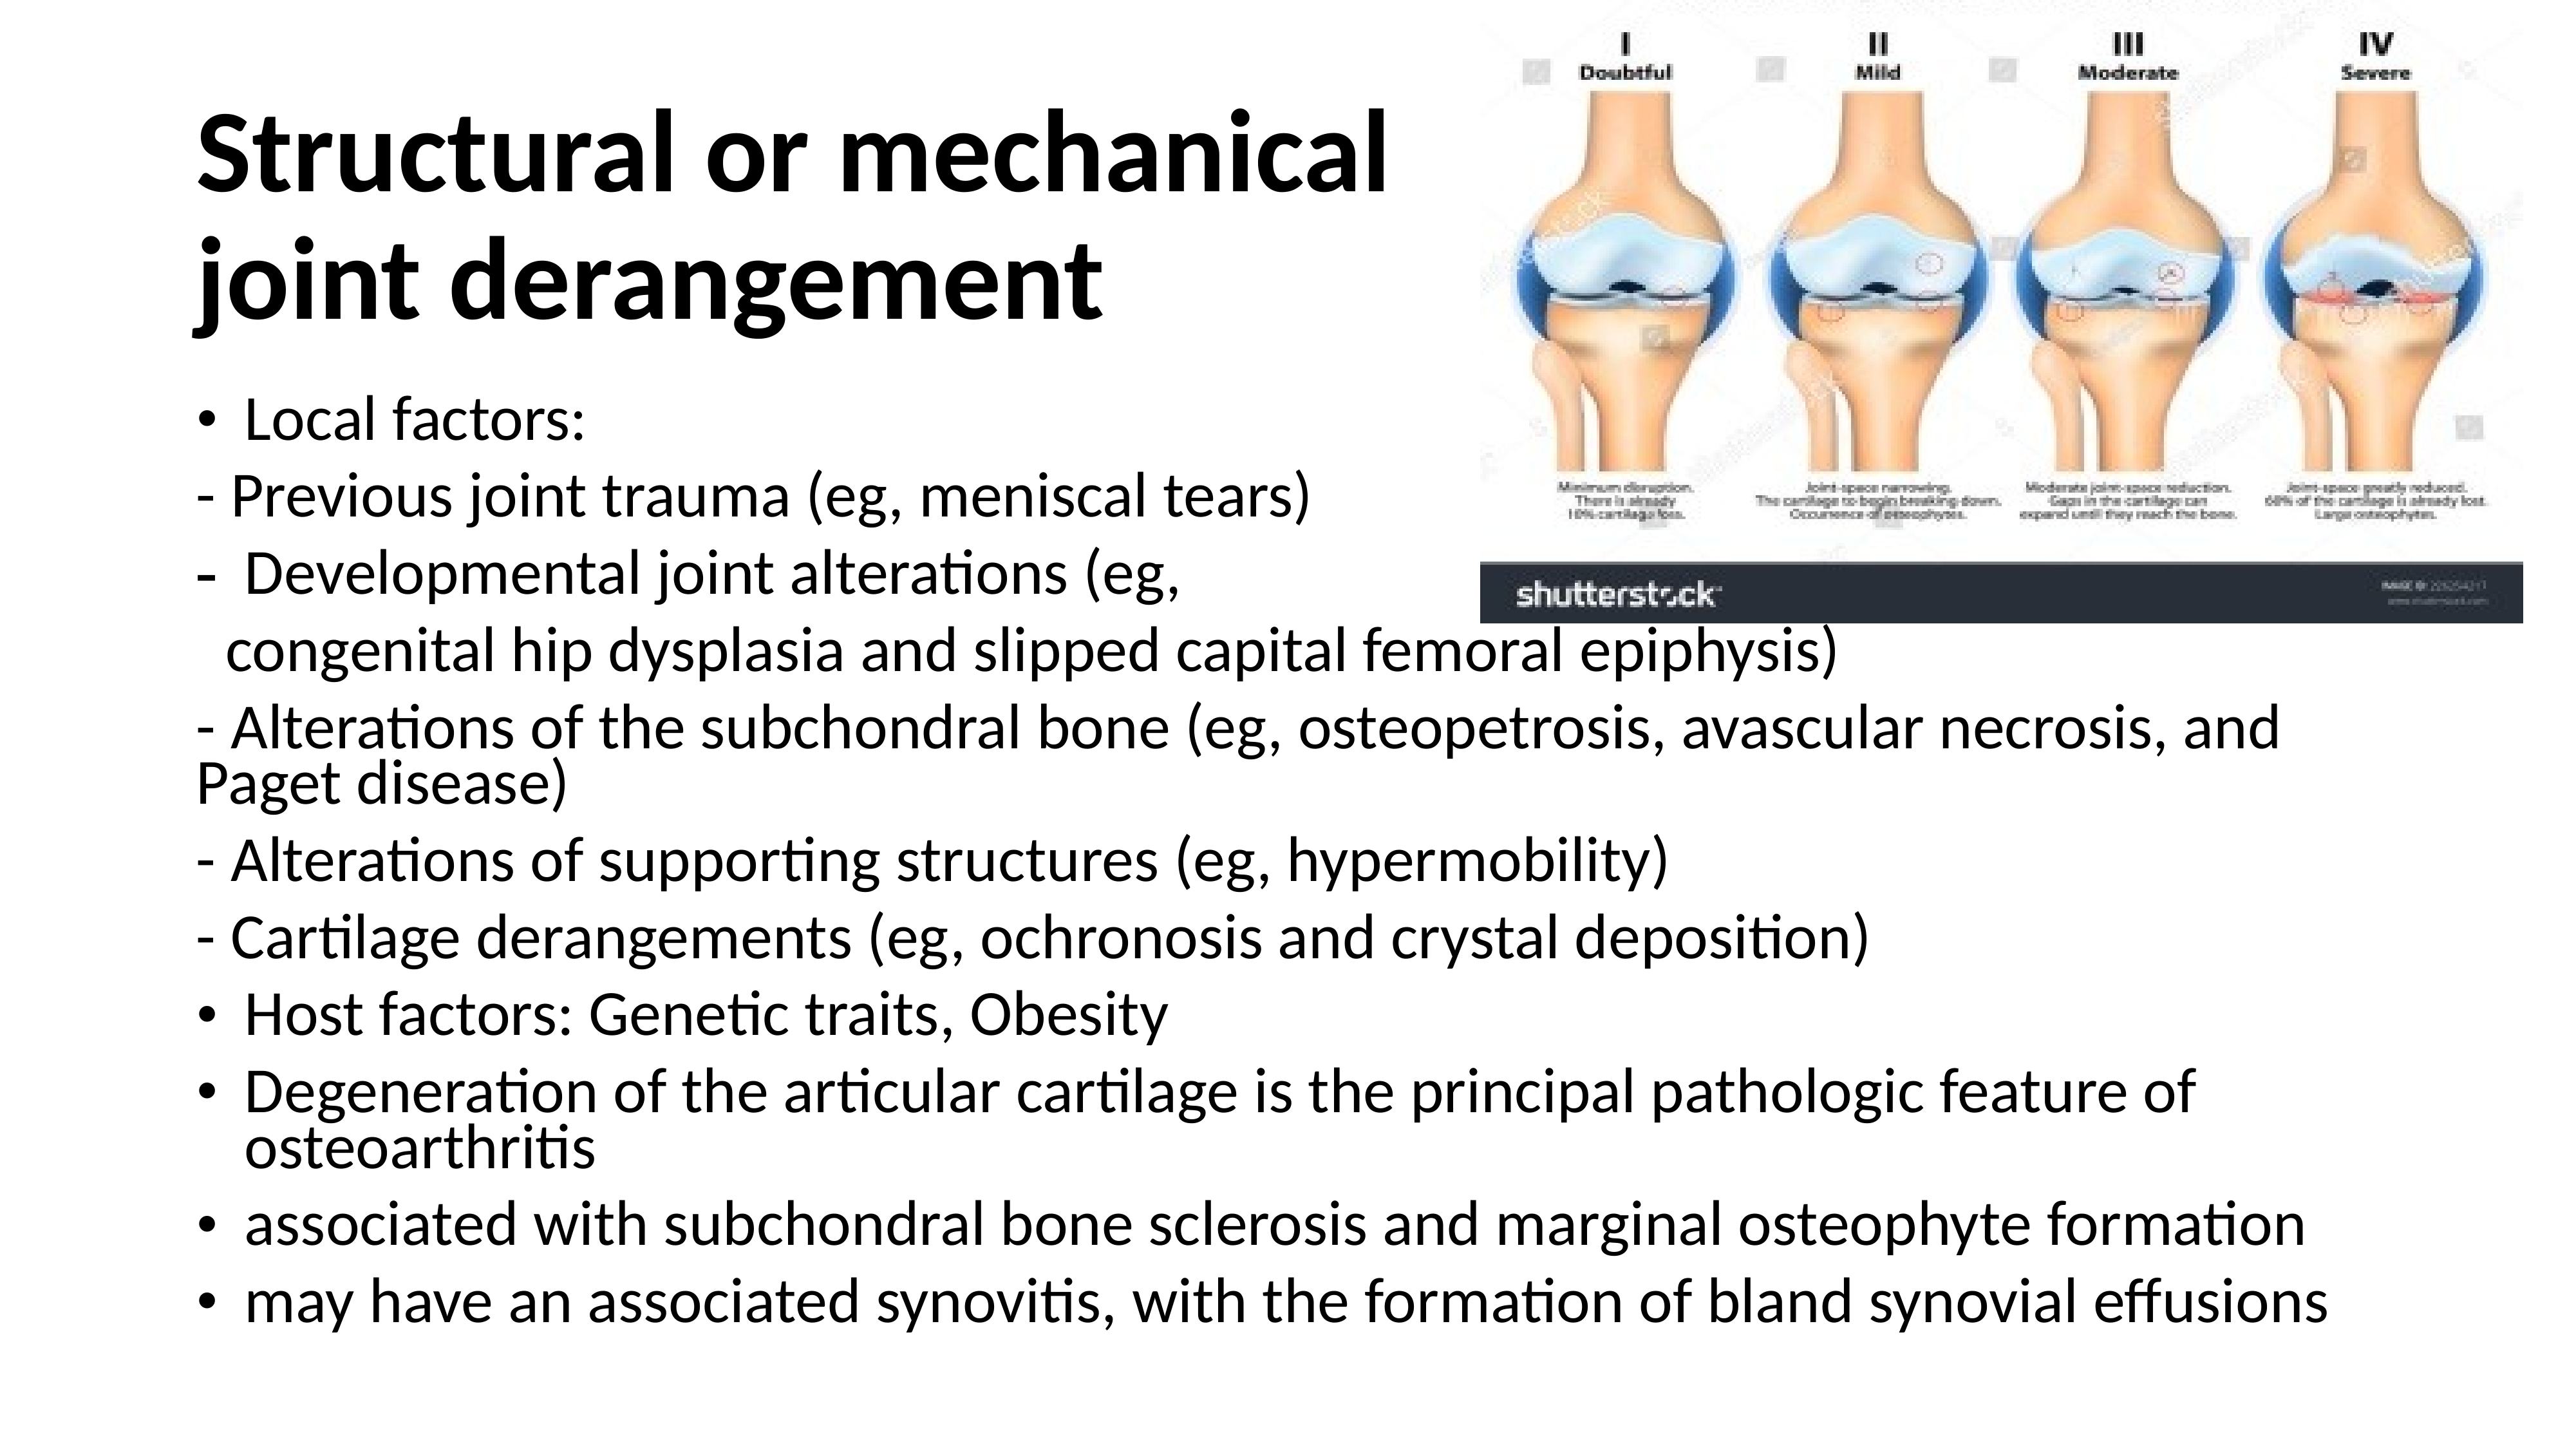 Structural or mechanical
joint derangement
I
Doubtful
II
Mild
III
Moderate
IV
Severe
Minimum disruption.
There is already
10% cartilage loss.
Joint-space narrowing.
The cartilage to begin breaking down.
Occurrence of osteophytes.
Moderate joint-space reduction.
Gaps in the cartilage can
expand until they reach the bone.
Joint-space greatly reduced.
60% of the cartilage is already lost.
Large osteophytes.
shutterstock
• Local factors:
- Previous joint trauma (eg, meniscal tears)
- Developmental joint alterations (eg,
congenital hip dysplasia and slipped capital femoral epiphysis)
- Alterations of the subchondral bone (eg, osteopetrosis, avascular necrosis, and
Paget disease)
- Alterations of supporting structures (eg, hypermobility)
- Cartilage derangements (eg, ochronosis and crystal deposition)
• Host factors: Genetic traits, Obesity
• Degeneration of the articular cartilage is the principal pathologic feature of
osteoarthritis
• associated with subchondral bone sclerosis and marginal osteophyte formation
• may have an associated synovitis, with the formation of bland synovial effusions